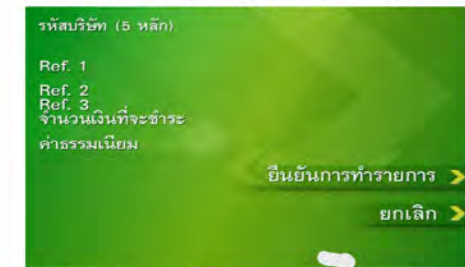 รหัสบริษัท (5 หลัก)
Ref. 1
Ref. 2
Ref. 3
จำนวนเงินที่จะชำระ
ค่าธรรมเนียม
ยืนยันการทำรายการ
ยกเลิก